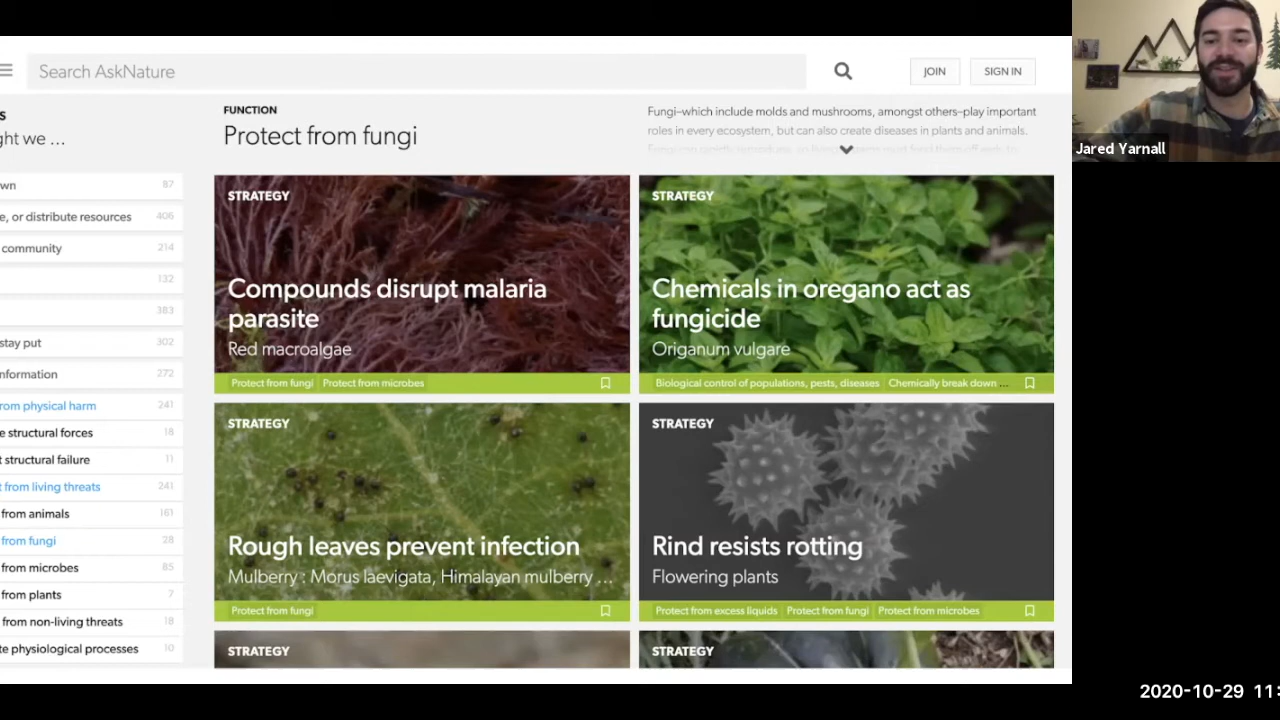 Search AskNature
JOIN
SIGN IN
Jared Yarnall
S
ght we ...
wn 87
e, or distribute resources 406
community 214
132
383
stay put 302
nformation 272
rom physical harm 241
e structural forces 18
t structural failure 11
t from living threats 241
from animals 161
from fungi 28
from microbes 85
from plants 7
from non-living threats 18
te physiological processes 10
FUNCTION
Protect from fungi
Fungi–which include molds and mushrooms, amongst others–play important
roles in every ecosystem, but can also create diseases in plants and animals.
STRATEGY
Compounds disrupt malaria
parasite
Red macroalgae
Protect from fungi Protect from microbes
STRATEGY
Chemicals in oregano act as
fungicide
Origanum vulgare
Biological control of populations, pests, diseases Chemically break down ...
STRATEGY
Rough leaves prevent infection
Mulberry : Morus laevigata, Himalayan mulberry ...
Protect from fungi
STRATEGY
Rind resists rotting
Flowering plants
Protect from excess liquids Protect from fungi Protect from microbes
STRATEGY
STRATEGY
2020-10-29 11: